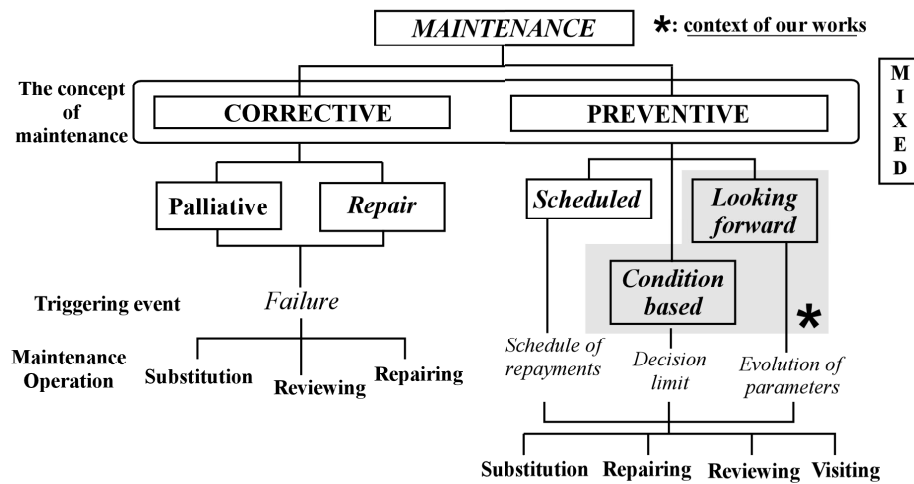 MAINTENANCE
*: context of our works
The concept
of
maintenance
CORRECTIVE
PREVENTIVE
M
I
X
E
D
Palliative
Repair
Scheduled
Looking
forward
Condition
based
*
Triggering event
Failure
Schedule of
repayments
Decision
limit
Evolution of
parameters
Maintenance
Operation
Substitution
Reviewing
Repairing
Substitution
Repairing
Reviewing
Visiting